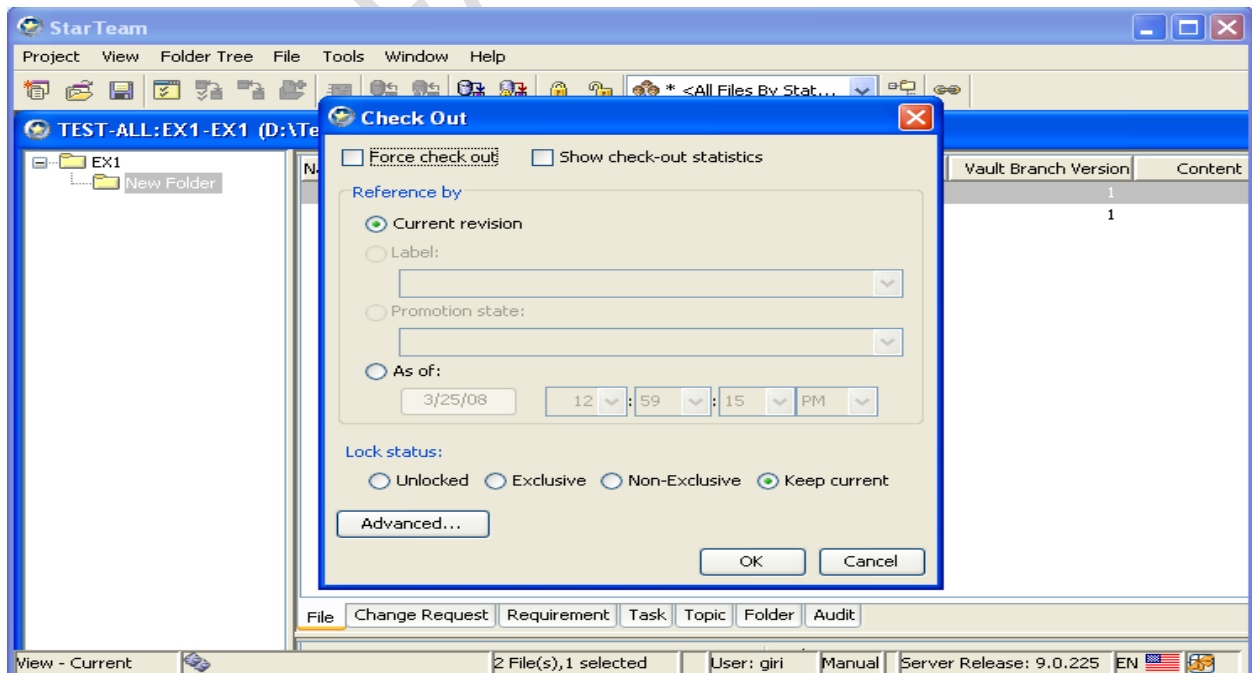 StarTeam
Project View Folder Tree File Tools Window Help
* <All Files By Stat...
TEST-ALL:EX1-EX1 (D:\Te
Check Out
EX1
New Folder
Force check out Show check-out statistics
Vault Branch Version Content
Reference by
1
Current revision
1
Label:
Promotion state:
As of:
3/25/08 12 : 59 : 15 PM
Lock status:
Unlocked Exclusive Non-Exclusive Keep current
Advanced...
OK Cancel
File Change Request Requirement Task Topic Folder Audit
View - Current 2 File(s),1 selected User: giri Manual Server Release: 9.0.225 EN